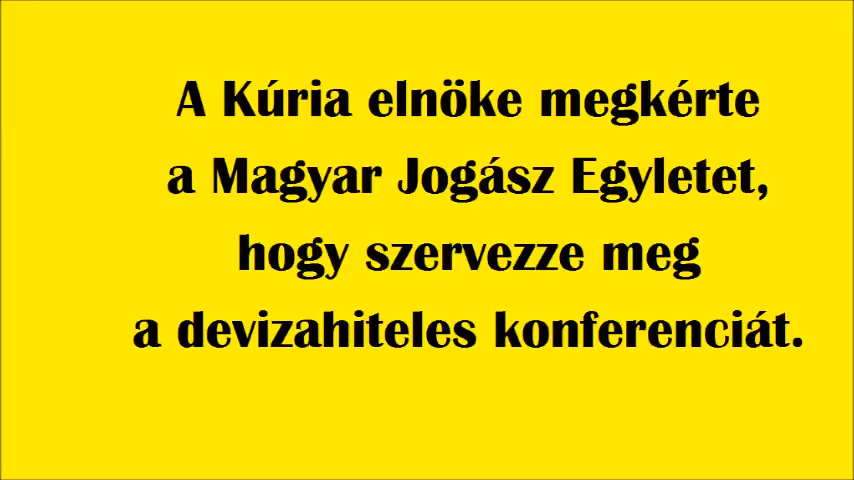 A Kúria elnöke megkérte
a Magyar Jogász Egyletet,
hogy szervezze meg
a devizahiteles konferenciát.